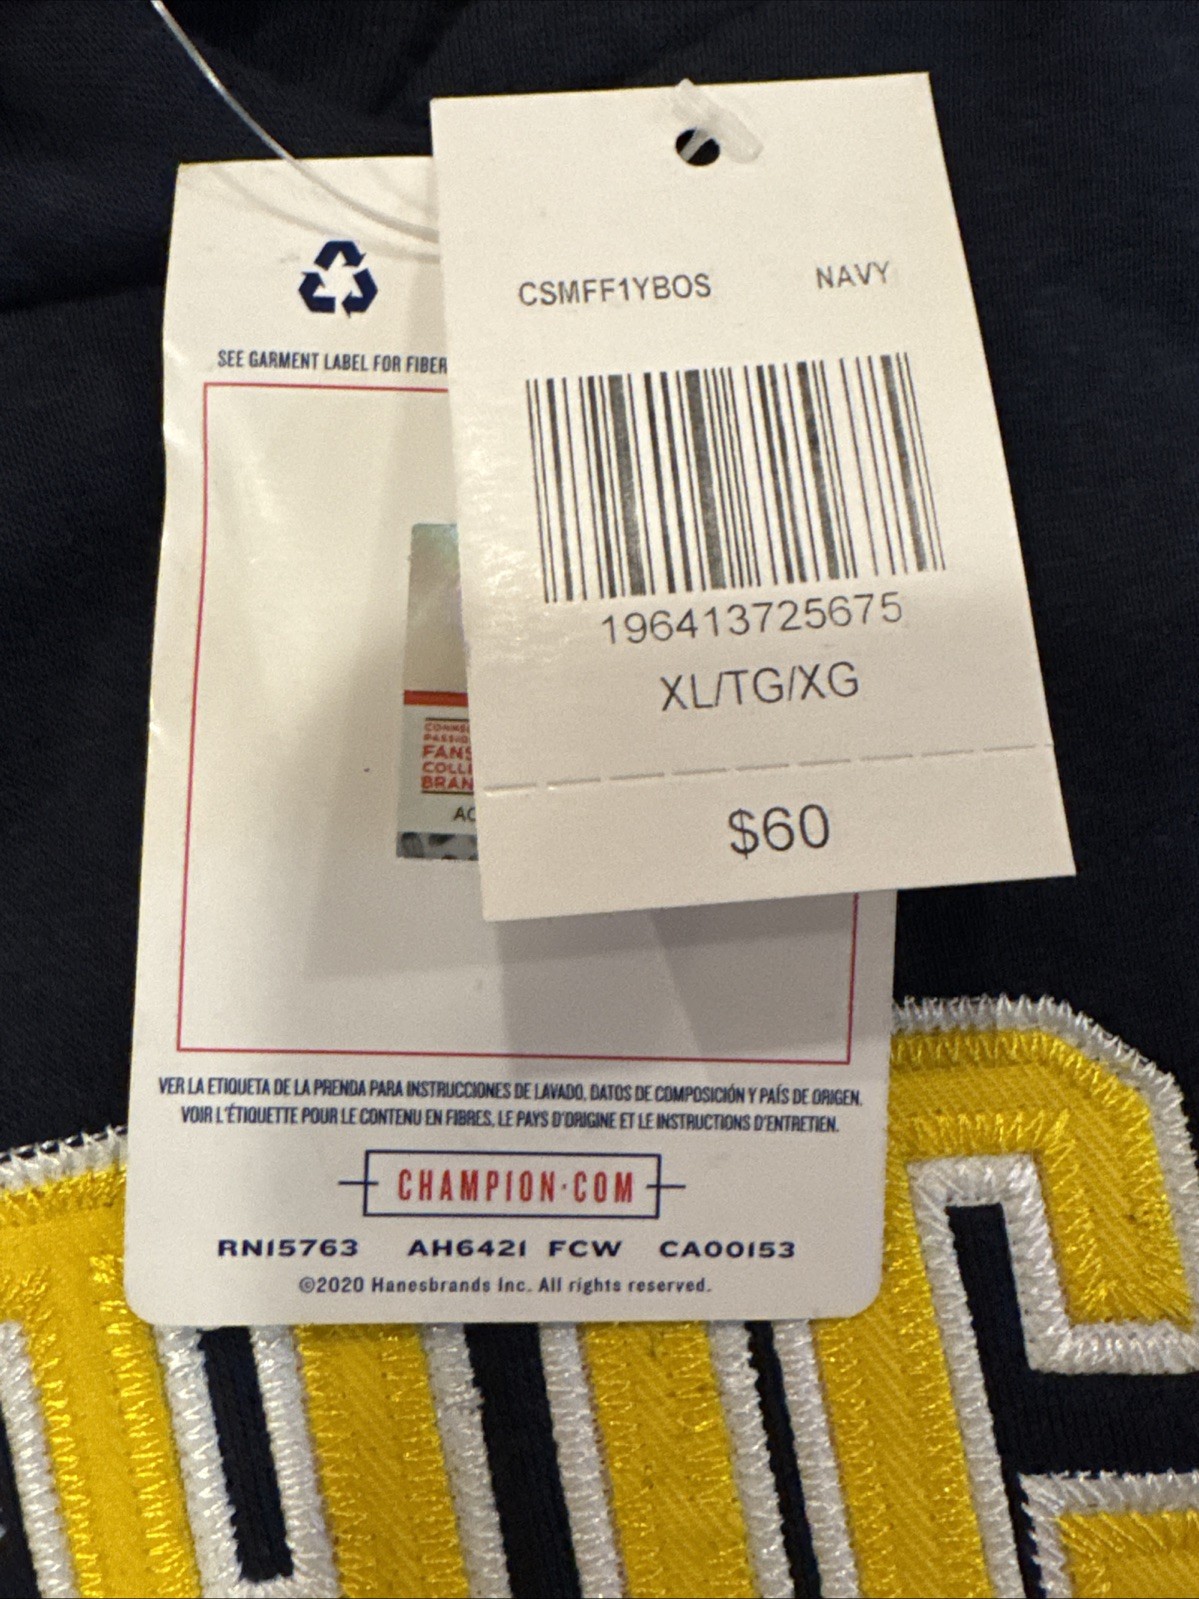 CSMFF1YBOS NAVY
196413725675
XL/TG/XG
$60
SEE GARMENT LABEL FOR FIBER
FANS
VER LA ETIQUETA DE LA PRENDA PARA INSTRUCCIONES DE LAVADO, DATOS DE COMPOSICIÓN Y PAÍS DE ORIGEN.
VOIR L'ÉTIQUETTE POUR LE CONTENU EN FIBRES, LE PAYS D'ORIGINE ET LE INSTRUCTIONS D'ENTRETIEN.
CHAMPION·COM
RN15763 AH6421 FCW CA00153
©2020 Hanesbrands Inc. All rights reserved.